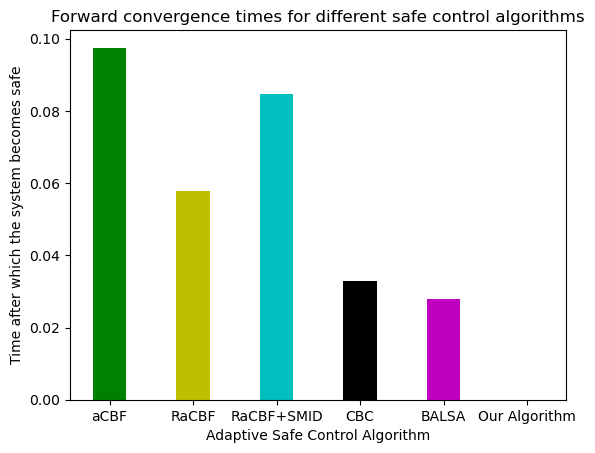 Forward convergence times for different safe control algorithms
Time after which the system becomes safe
0.10
0.08
0.06
0.04
0.02
0.00
aCBF RaCBF RaCBF+SMID CBC BALSA Our Algorithm
Adaptive Safe Control Algorithm